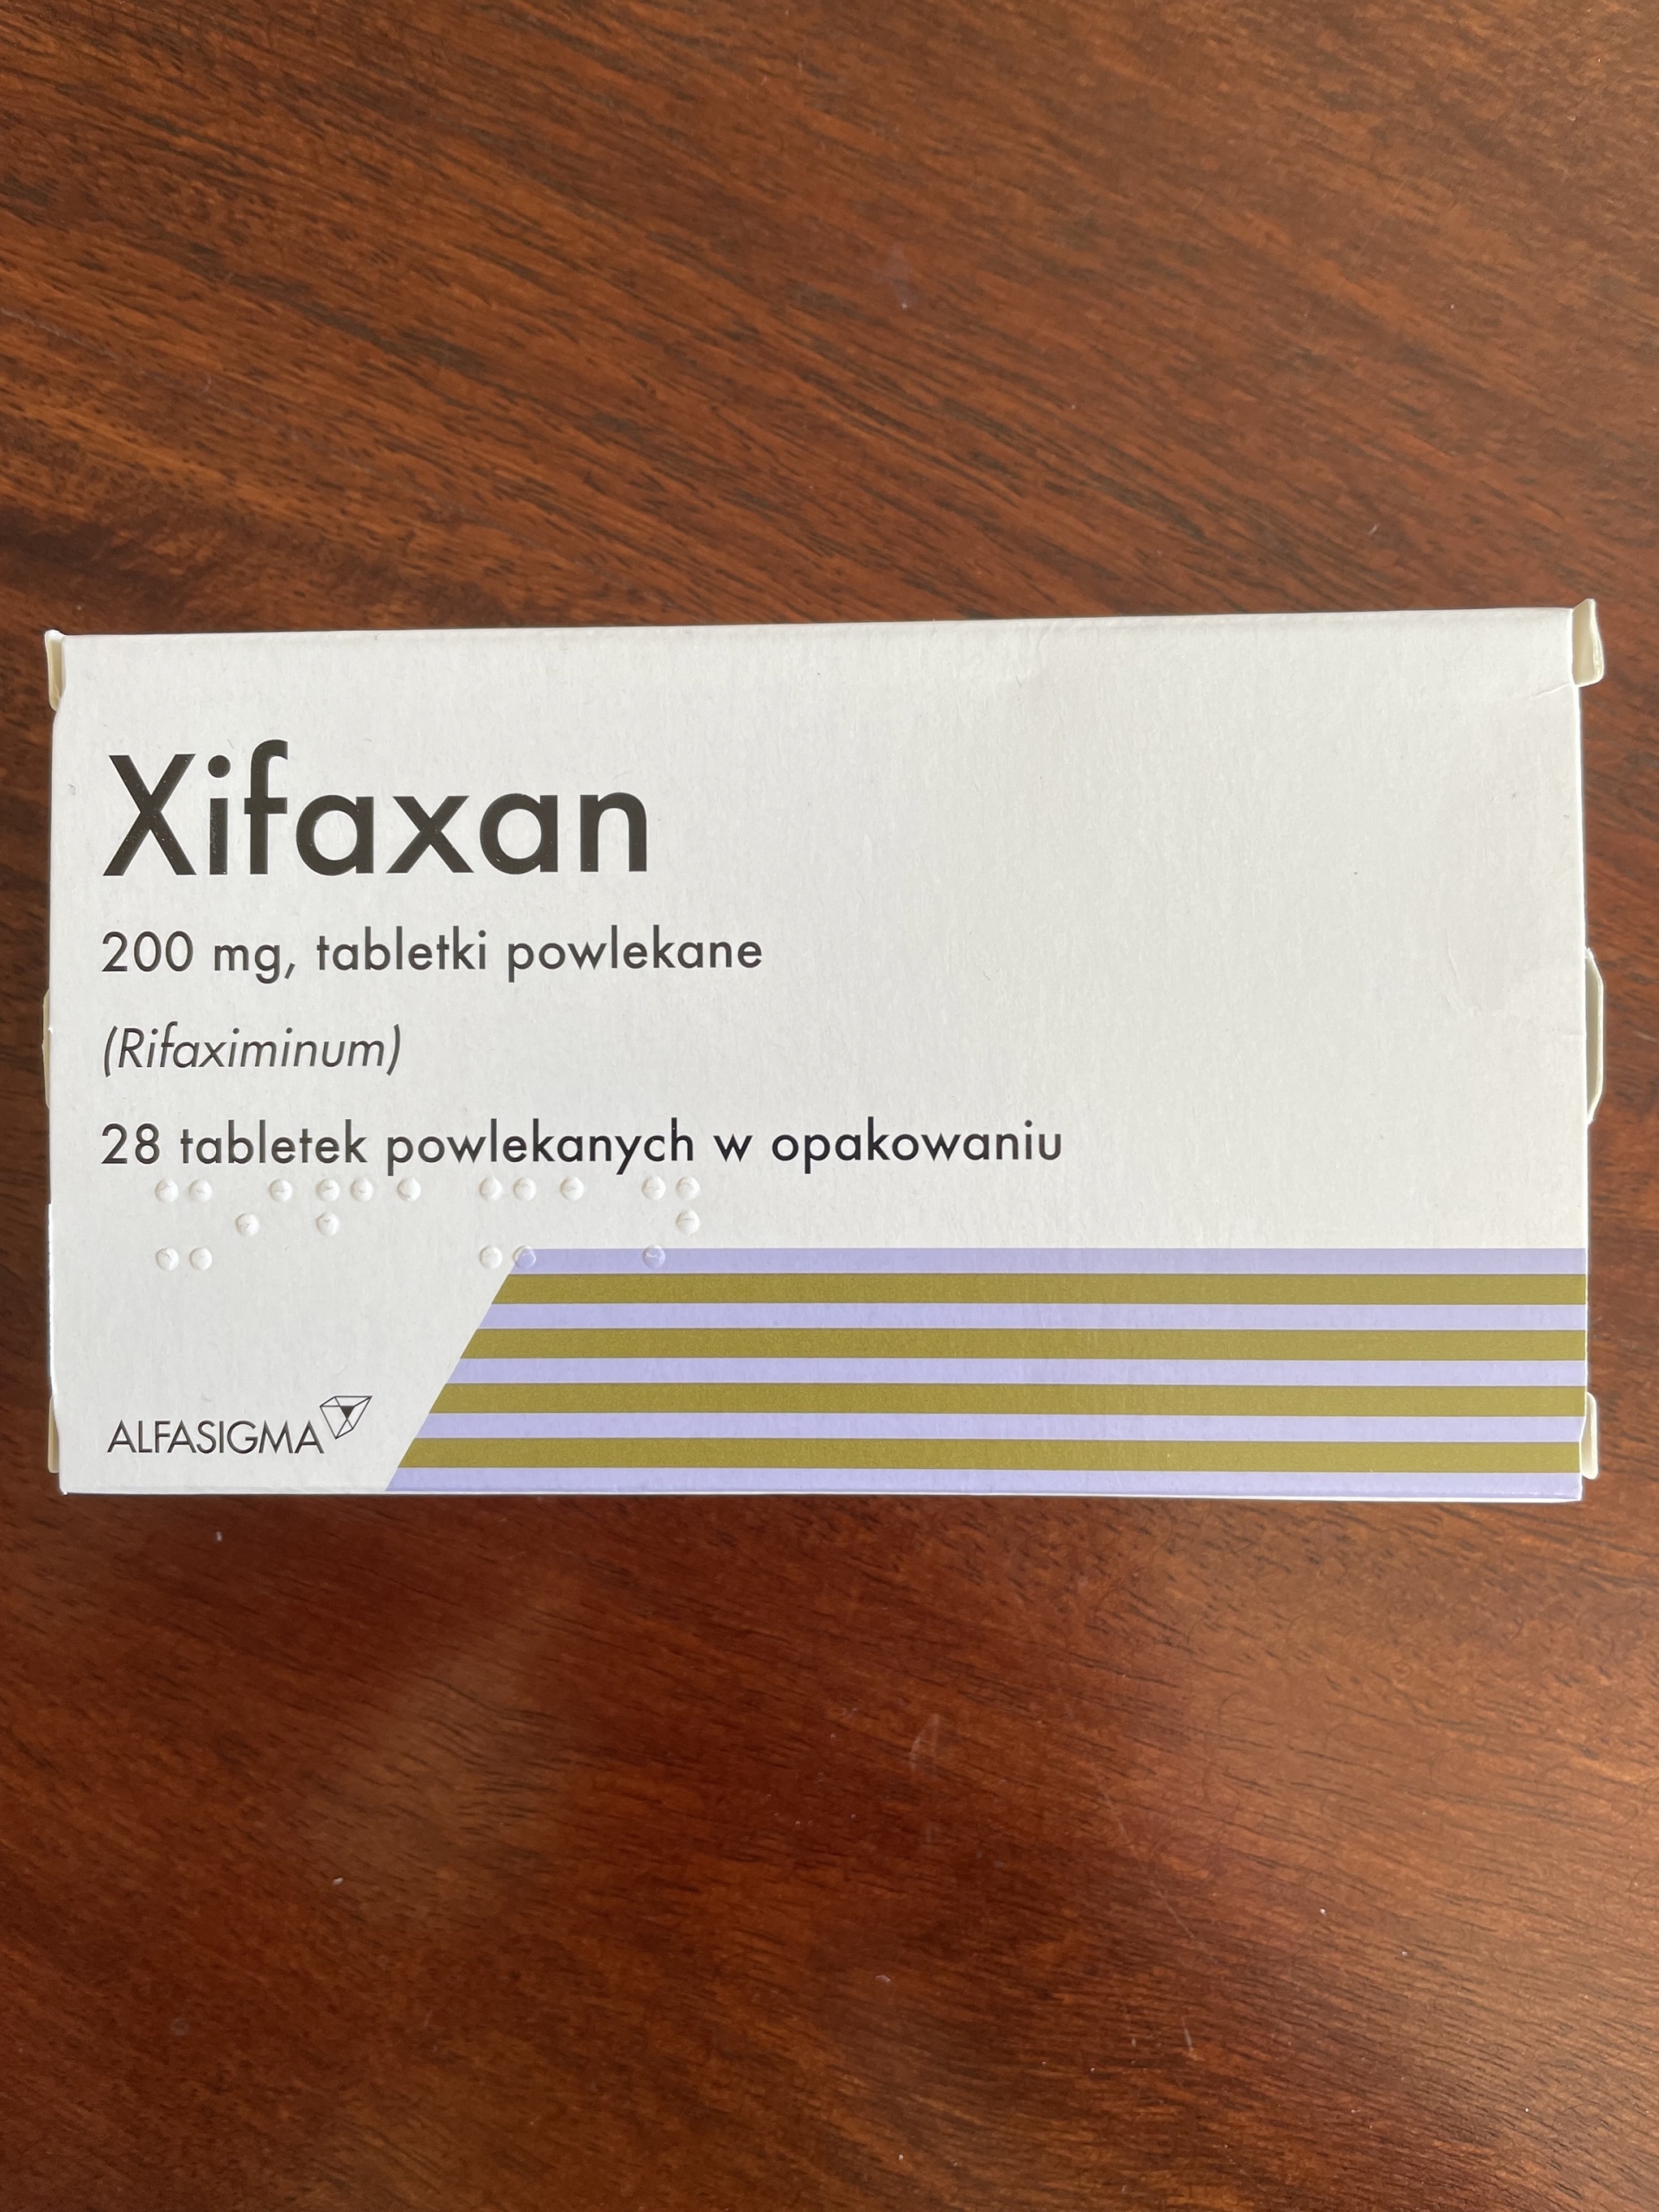 Xifaxan
200 mg, tabletki powlekane
(Rifaximinum)
28 tabletek powlekanych w opakowaniu
⠭⠊⠋⠁⠭⠁⠝
ALFASIGMA